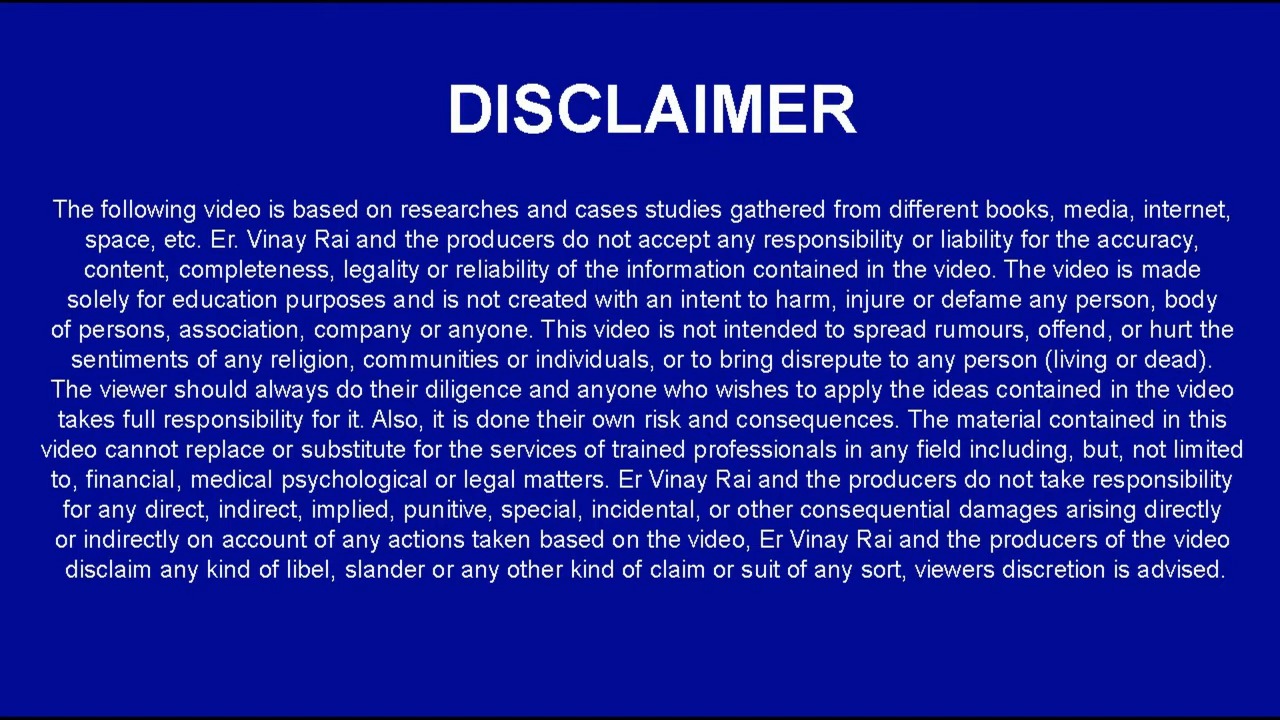 DISCLAIMER
The following video is based on researches and cases studies gathered from different books, media, internet,
space, etc. Er. Vinay Rai and the producers do not accept any responsibility or liability for the accuracy,
content, completeness, legality or reliability of the information contained in the video. The video is made
solely for education purposes and is not created with an intent to harm, injure or defame any person, body
of persons, association, company or anyone. This video is not intended to spread rumours, offend, or hurt the
sentiments of any religion, communities or individuals, or to bring disrepute to any person (living or dead).
The viewer should always do their diligence and anyone who wishes to apply the ideas contained in the video
takes full responsibility for it. Also, it is done their own risk and consequences. The material contained in this
video cannot replace or substitute for the services of trained professionals in any field including, but, not limited
to, financial, medical psychological or legal matters. Er Vinay Rai and the producers do not take responsibility
for any direct, indirect, implied, punitive, special, incidental, or other consequential damages arising directly
or indirectly on account of any actions taken based on the video, Er Vinay Rai and the producers of the video
disclaim any kind of libel, slander or any other kind of claim or suit of any sort, viewers discretion is advised.